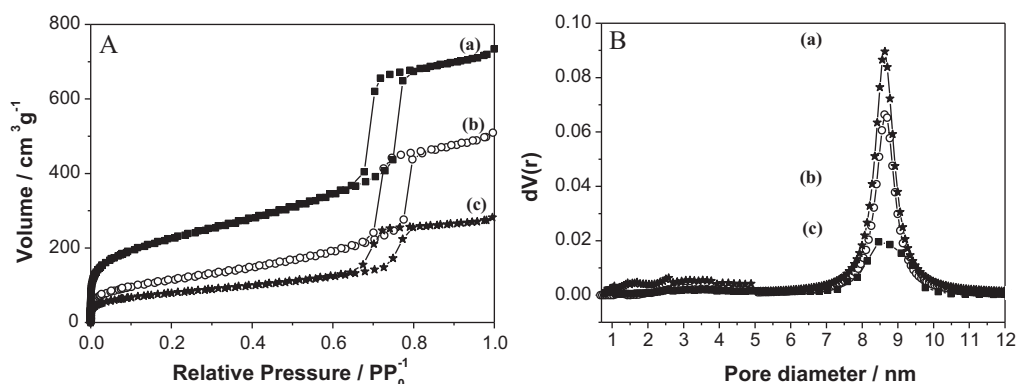 A
(a)
(b)
(c)
800
600
400
200
0
0.0 0.2 0.4 0.6 0.8 1.0
Volume / cm³g⁻¹
Relative Pressure / PP₀⁻¹
B
(a)
(b)
(c)
0.10
0.08
0.06
0.04
0.02
0.00
1 2 3 4 5 6 7 8 9 10 11 12
dV(r)
Pore diameter / nm